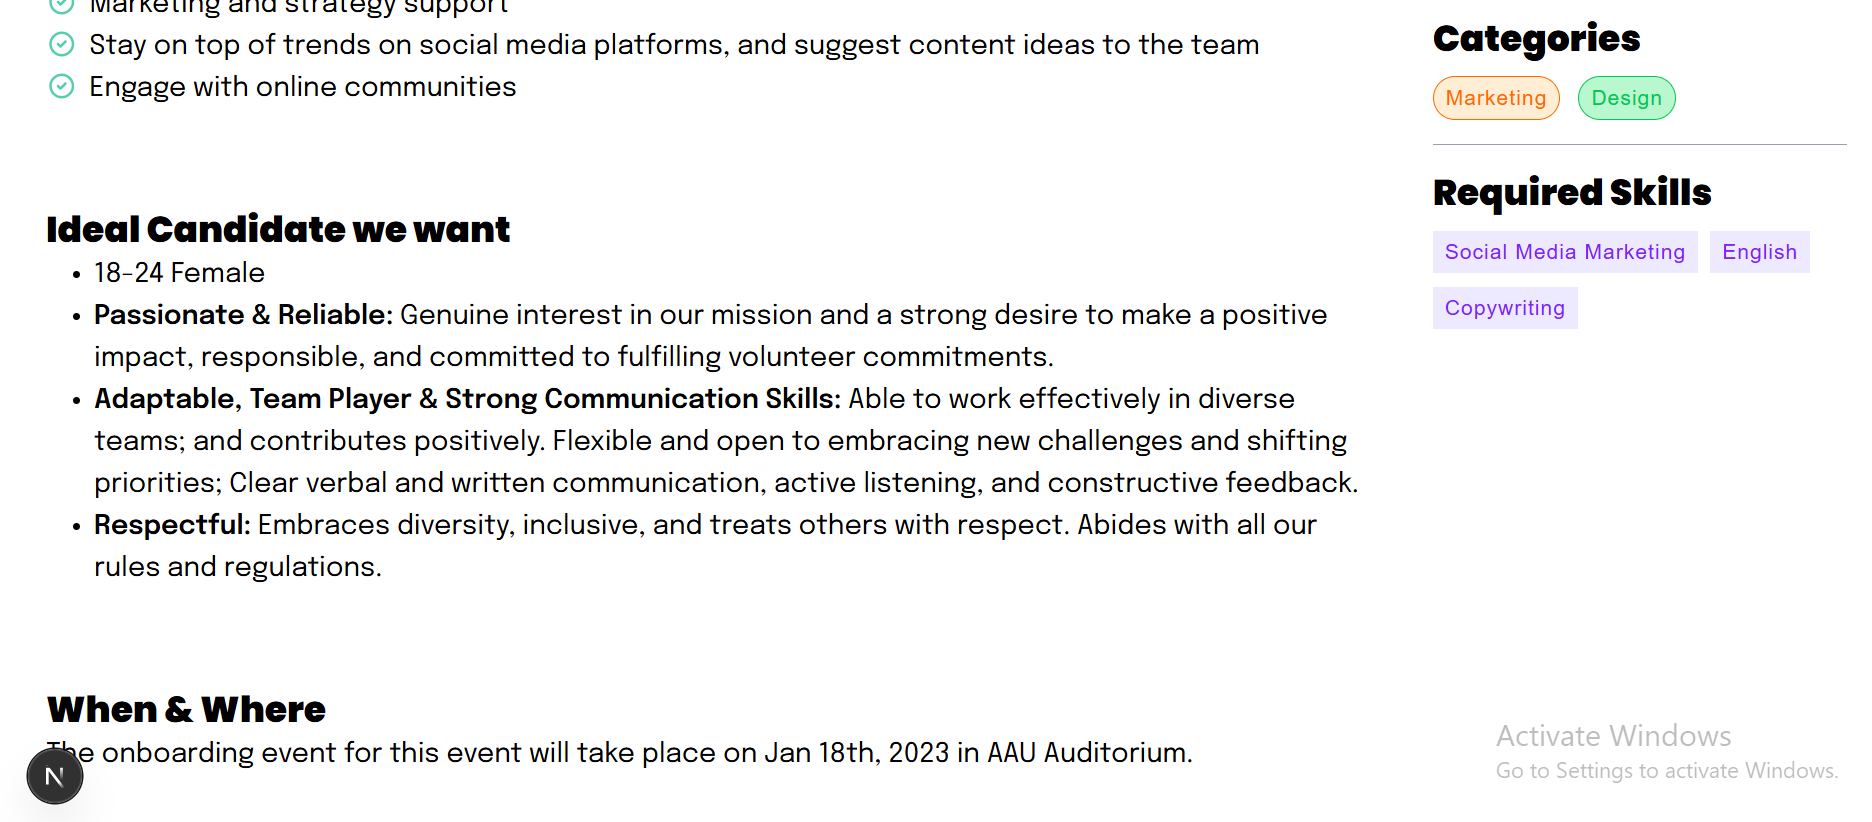 Marketing and strategy support
Stay on top of trends on social media platforms, and suggest content ideas to the team
Engage with online communities
Ideal Candidate we want
18-24 Female
Passionate & Reliable: Genuine interest in our mission and a strong desire to make a positive
impact, responsible, and committed to fulfilling volunteer commitments.
Adaptable, Team Player & Strong Communication Skills: Able to work effectively in diverse
teams; and contributes positively. Flexible and open to embracing new challenges and shifting
priorities; Clear verbal and written communication, active listening, and constructive feedback.
Respectful: Embraces diversity, inclusive, and treats others with respect. Abides with all our
rules and regulations.
When & Where
The onboarding event for this event will take place on Jan 18th, 2023 in AAU Auditorium.
N
Categories
Marketing
Design
Required Skills
Social Media Marketing
English
Copywriting
Activate Windows
Go to Settings to activate Windows.